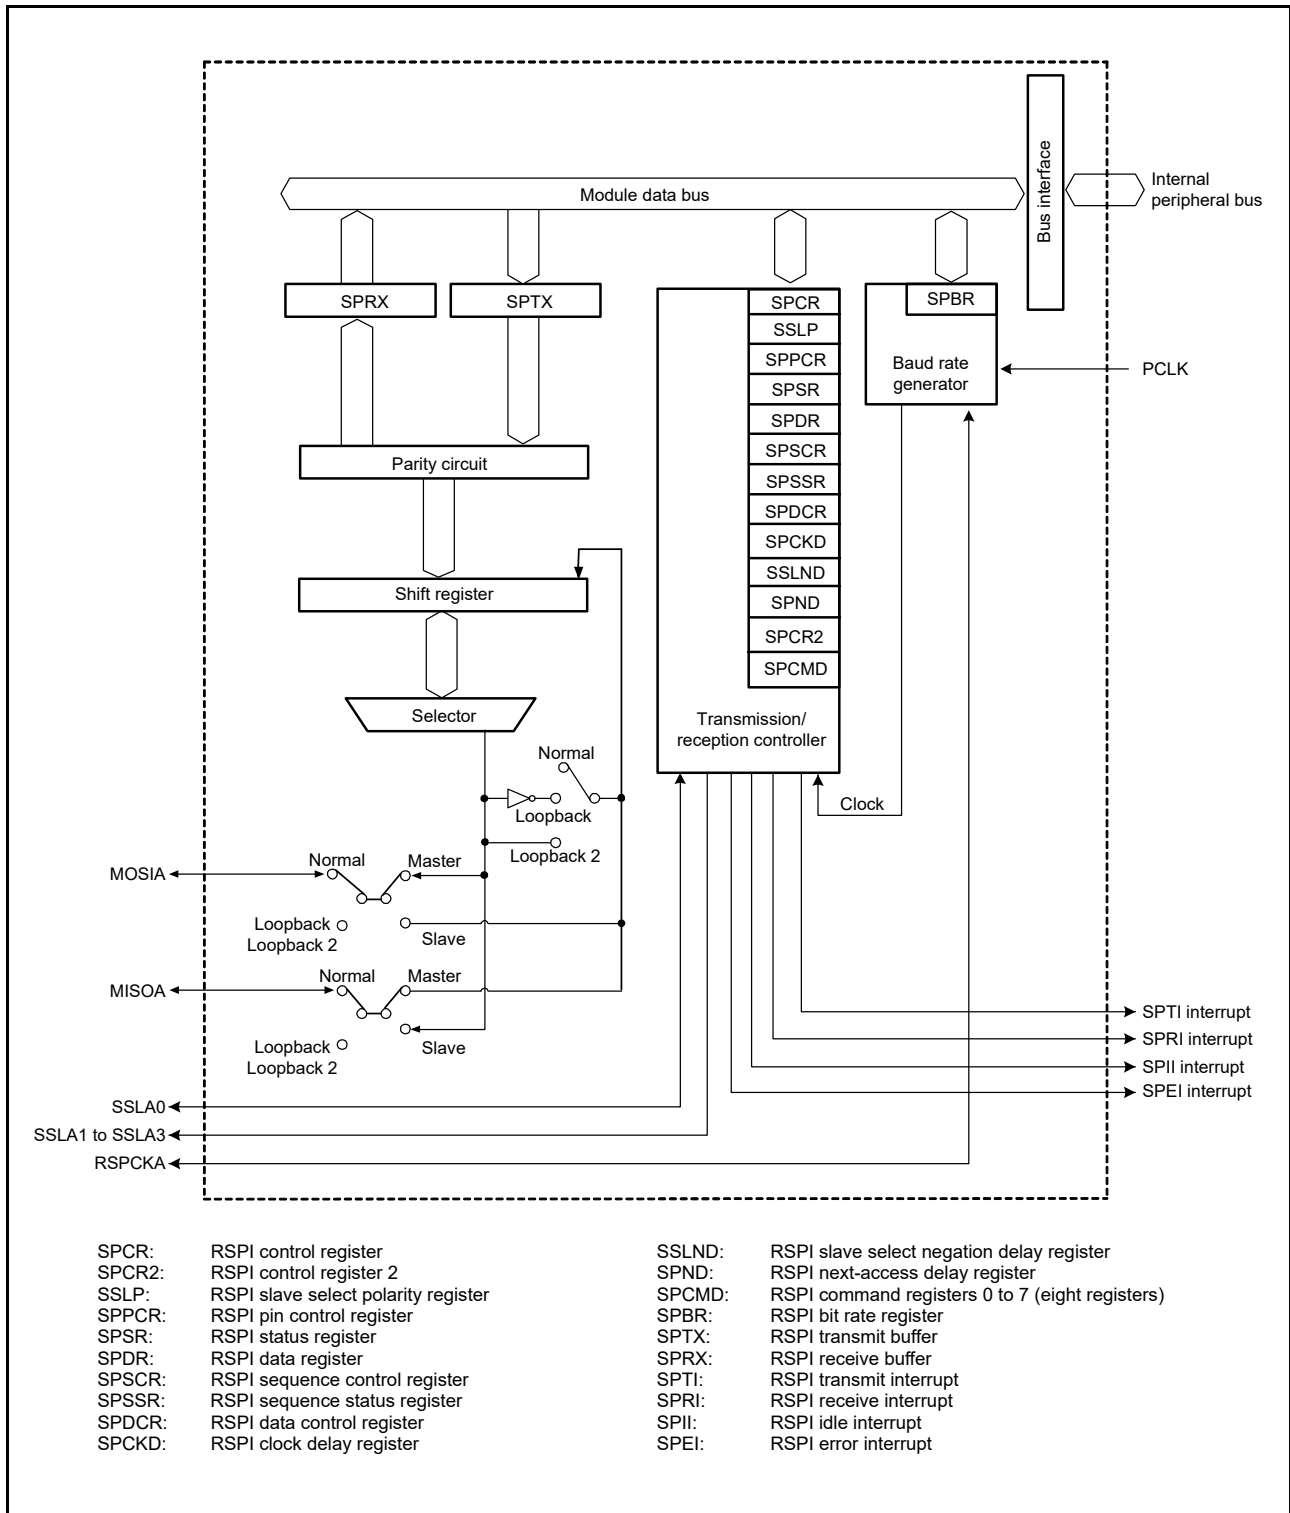 Module data bus
Bus interface
Internal
peripheral bus
SPRX
SPTX
SPCR
SSLP
SPPCR
SPSR
SPDR
SPSCR
SPSSR
SPDCR
SPCKD
SSLND
SPND
SPCR2
SPCMD
Transmission/
reception controller
SPBR
Baud rate
generator
PCLK
Parity circuit
Shift register
Selector
Normal
Loopback
Loopback 2
Clock
MOSIA
Normal
Master
Loopback
Loopback 2
Slave
MISOA
Normal
Master
Loopback
Loopback 2
Slave
SPTI interrupt
SPRI interrupt
SPII interrupt
SPEI interrupt
SSLA0
SSLA1 to SSLA3
RSPCKA
SPCR: RSPI control register
SPCR2: RSPI control register 2
SSLP: RSPI slave select polarity register
SPPCR: RSPI pin control register
SPSR: RSPI status register
SPDR: RSPI data register
SPSCR: RSPI sequence control register
SPSSR: RSPI sequence status register
SPDCR: RSPI data control register
SPCKD: RSPI clock delay register
SSLND: RSPI slave select negation delay register
SPND: RSPI next-access delay register
SPCMD: RSPI command registers 0 to 7 (eight registers)
SPBR: RSPI bit rate register
SPTX: RSPI transmit buffer
SPRX: RSPI receive buffer
SPTI: RSPI transmit interrupt
SPRI: RSPI receive interrupt
SPII: RSPI idle interrupt
SPEI: RSPI error interrupt